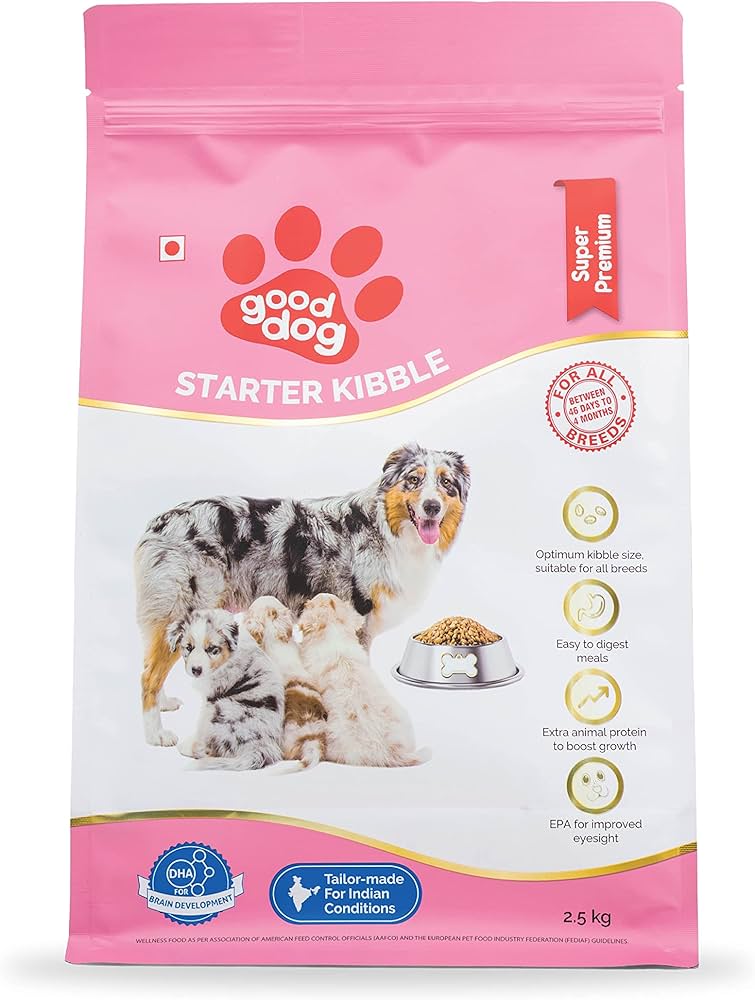 good
dog
STARTER KIBBLE
Super
Premium
FOR ALL
BETWEEN
46 DAYS TO
4 MONTHS
BREEDS
Optimum kibble size,
suitable for all breeds
Easy to digest
meals
Extra animal protein
to boost growth
EPA for improved
eyesight
DHA
FOR
BRAIN DEVELOPMENT
Tailor-made
For Indian
Conditions
2.5 kg
WELLNESS FOOD AS PER ASSOCIATION OF AMERICAN FEED CONTROL OFFICIALS (AAFCO) AND THE EUROPEAN PET FOOD INDUSTRY FEDERATION (FEDIAF) GUIDELINES.